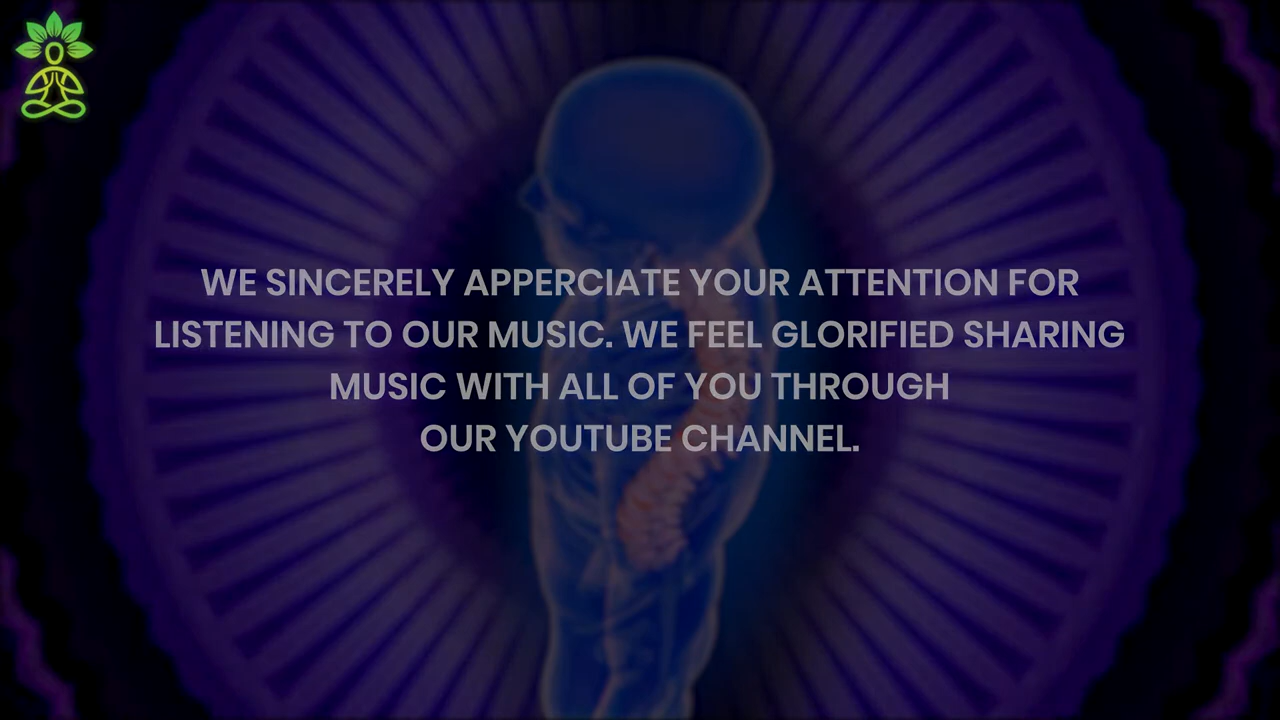 WE SINCERELY APPERCIATE YOUR ATTENTION FOR
LISTENING TO OUR MUSIC. WE FEEL GLORIFIED SHARING
MUSIC WITH ALL OF YOU THROUGH
OUR YOUTUBE CHANNEL.